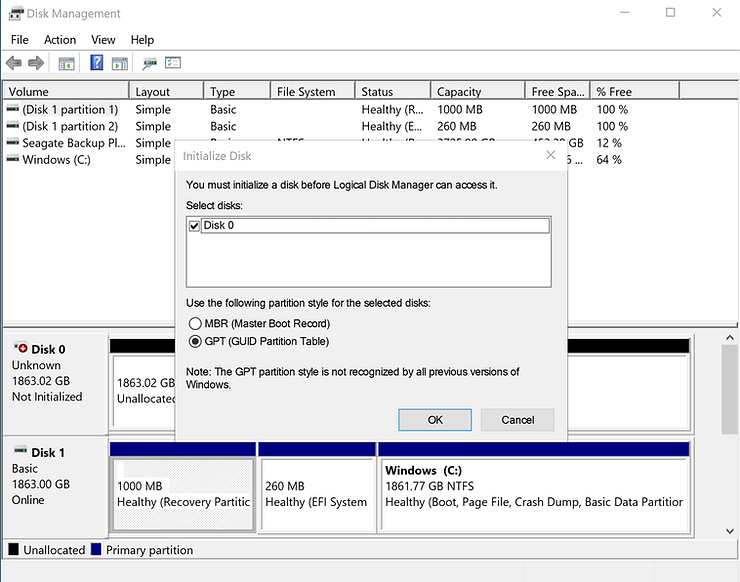 Disk Management
File Action View Help
Volume Layout Type File System Status Capacity Free Spa... % Free
(Disk 1 partition 1) Simple Basic Healthy (R... 1000 MB 1000 MB 100 %
(Disk 1 partition 2) Simple Basic Healthy (E... 260 MB 260 MB 100 %
Seagate Backup Pl... Simple GB 12 %
Windows (C:) Simple 64 %
Initialize Disk
You must initialize a disk before Logical Disk Manager can access it.
Select disks:
Disk 0
Use the following partition style for the selected disks:
MBR (Master Boot Record)
GPT (GUID Partition Table)
Note: The GPT partition style is not recognized by all previous versions of
Windows.
OK Cancel
Disk 0
Unknown
1863.02 GB
Not Initialized
1863.02 GB
Unallocated
Disk 1
Basic
1863.00 GB
Online
1000 MB
Healthy (Recovery Partitic
260 MB
Healthy (EFI System
Windows (C:)
1861.77 GB NTFS
Healthy (Boot, Page File, Crash Dump, Basic Data Partitior
Unallocated Primary partition